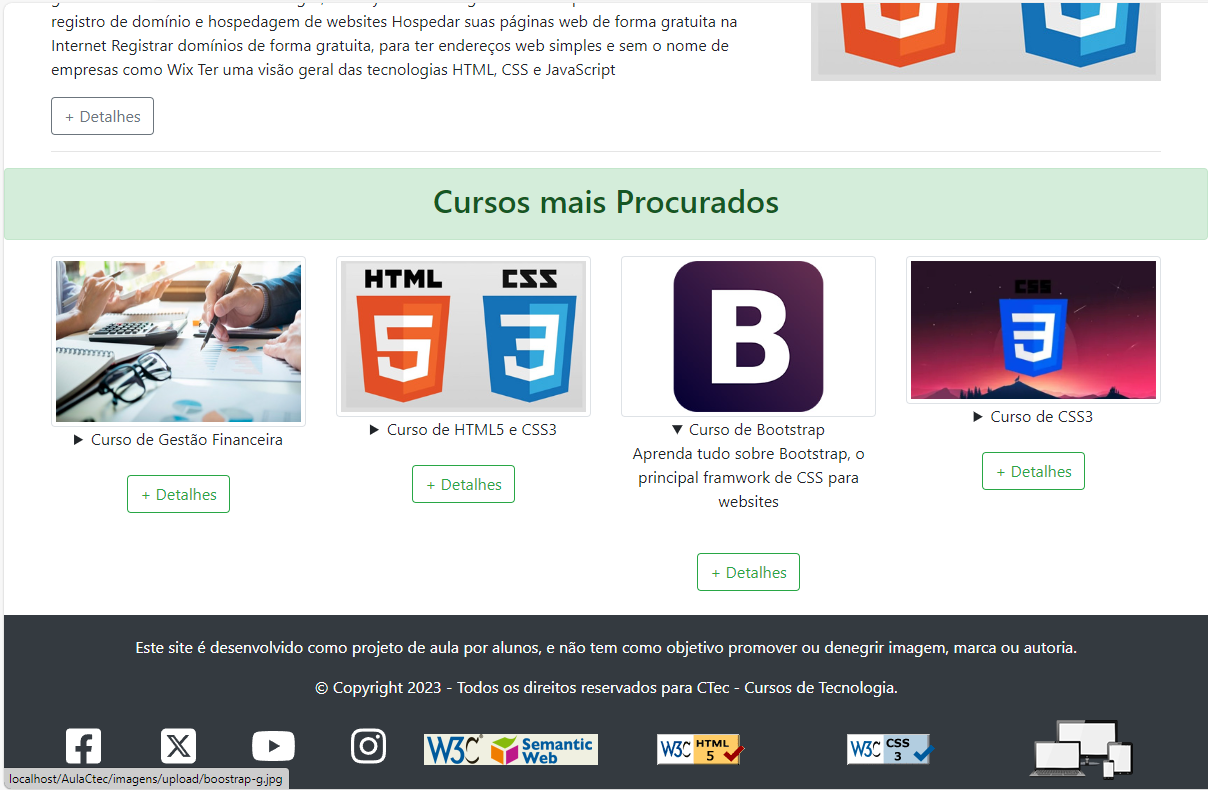 registro de domínio e hospedagem de websites Hospedar suas páginas web de forma gratuita na
Internet Registrar domínios de forma gratuita, para ter endereços web simples e sem o nome de
empresas como Wix Ter uma visão geral das tecnologias HTML, CSS e JavaScript
+ Detalhes
Cursos mais Procurados
HTML
CSS
5
3
B
CSS
3
▶ Curso de Gestão Financeira
▶ Curso de HTML5 e CSS3
▼ Curso de Bootstrap
Aprenda tudo sobre Bootstrap, o
principal framwork de CSS para
websites
▶ Curso de CSS3
+ Detalhes
+ Detalhes
+ Detalhes
+ Detalhes
Este site é desenvolvido como projeto de aula por alunos, e não tem como objetivo promover ou denegrir imagem, marca ou autoria.
© Copyright 2023 - Todos os direitos reservados para CTec - Cursos de Tecnologia.
W3C Semantic Web
W3C HTML 5
W3C CSS 3
localhost/AulaCtec/imagens/upload/boostrap-g.jpg